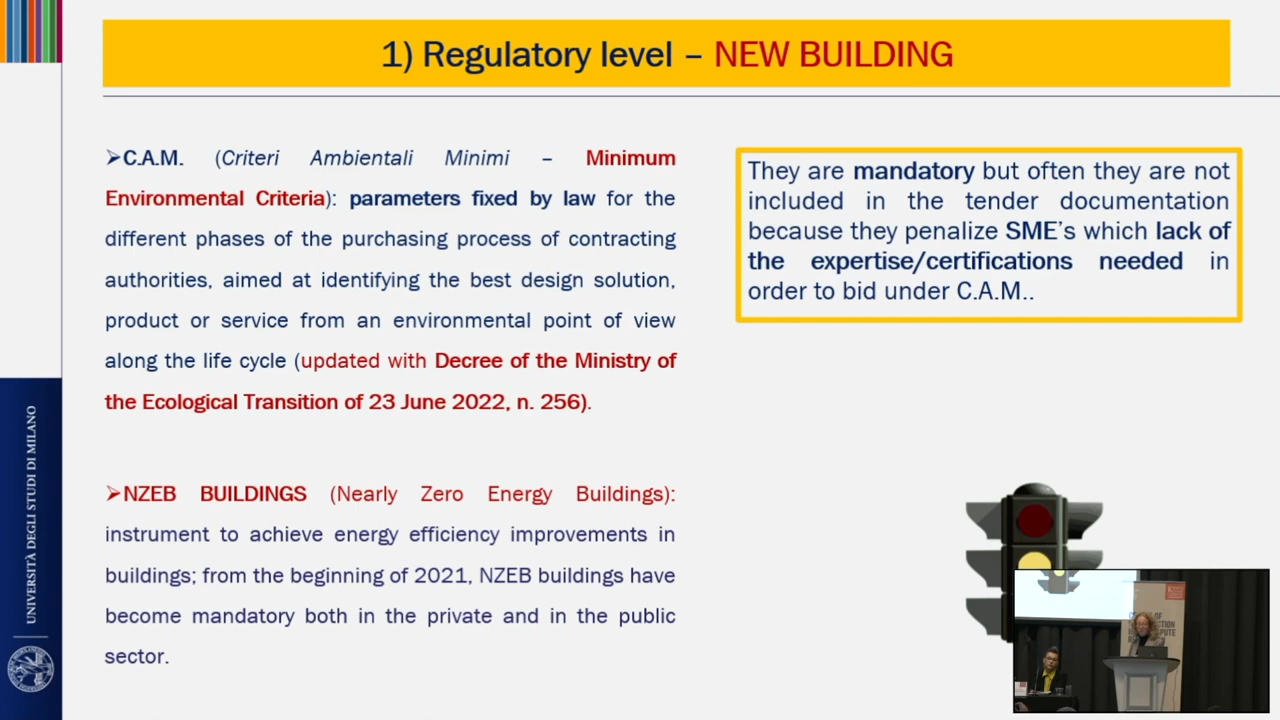 1) Regulatory level – NEW BUILDING
➢C.A.M. (Criteri Ambientali Minimi – Minimum
Environmental Criteria): parameters fixed by law for the
different phases of the purchasing process of contracting
authorities, aimed at identifying the best design solution,
product or service from an environmental point of view
along the life cycle (updated with Decree of the Ministry of
the Ecological Transition of 23 June 2022, n. 256).
➢NZEB BUILDINGS (Nearly Zero Energy Buildings):
instrument to achieve energy efficiency improvements in
buildings; from the beginning of 2021, NZEB buildings have
become mandatory both in the private and in the public
sector.
They are mandatory but often they are not
included in the tender documentation
because they penalize SME's which lack of
the expertise/certifications needed in
order to bid under C.A.M..
UNIVERSITÀ DEGLI STUDI DI MILANO